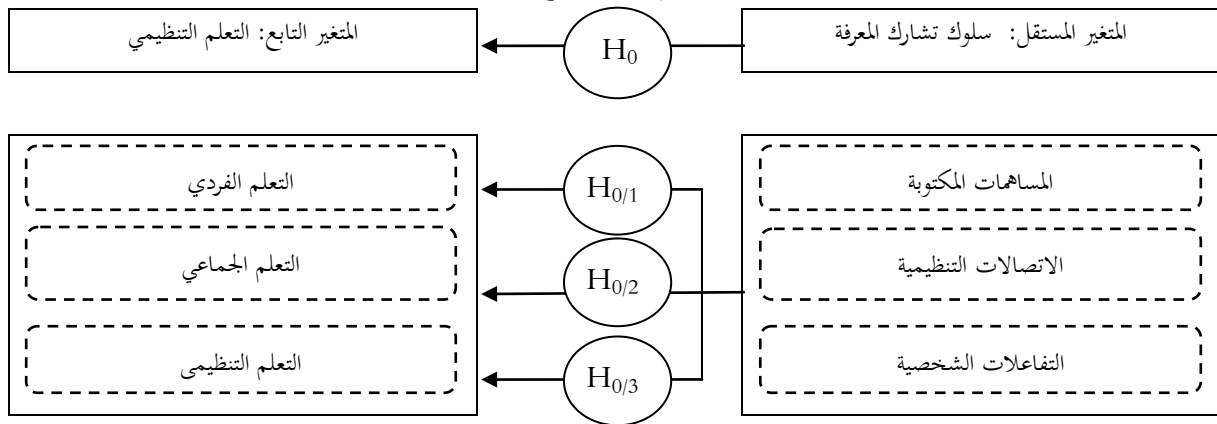 المتغير المستقل: سلوك تشارك المعرفة
H0
المتغير التابع: التعلم التنظيمي
المساهمات المكتوبة
H0/1
التعلم الفردي
الاتصالات التنظيمية
H0/2
التعلم الجماعي
التفاعلات الشخصية
H0/3
التعلم التنظيمي